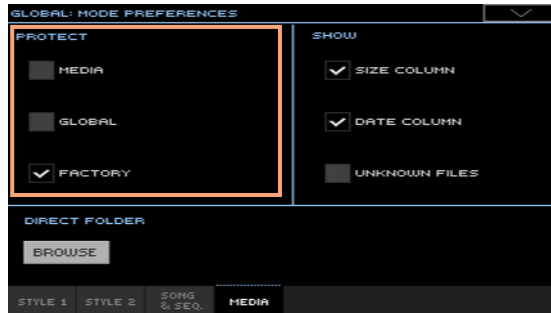 GLOBAL: MODE PREFERENCES
PROTECT
MEDIA
GLOBAL
FACTORY
SHOW
SIZE COLUMN
DATE COLUMN
UNKNOWN FILES
DIRECT FOLDER
BROWSE
STYLE 1
STYLE 2
SONG
& SEQ.
MEDIA